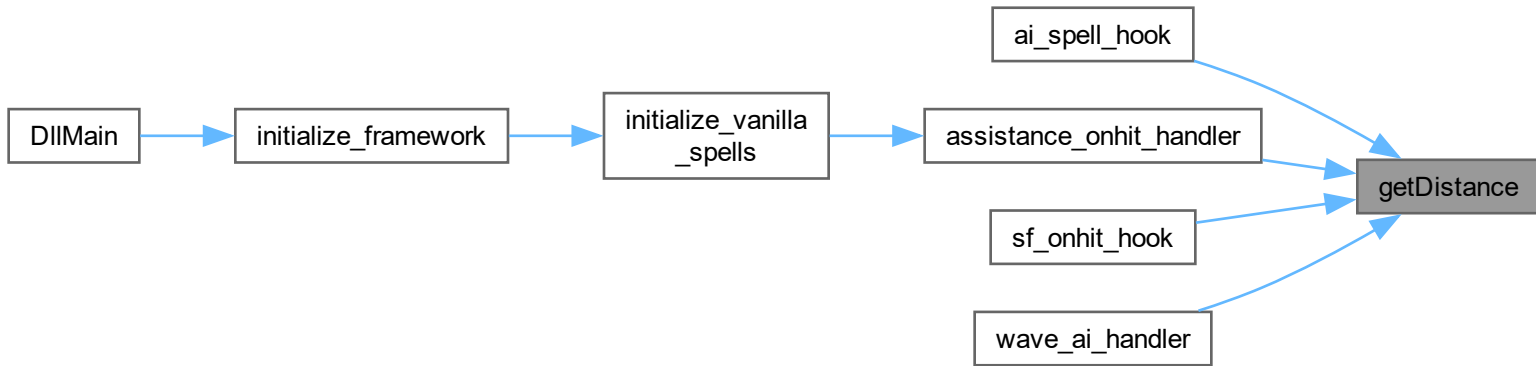 ai_spell_hook
DllMain
initialize_framework
initialize_vanilla
_spells
assistance_onhit_handler
getDistance
sf_onhit_hook
wave_ai_handler